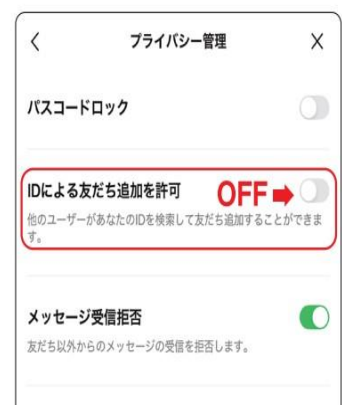 プライバシー管理
パスコードロック
IDによる友だち追加を許可 OFF➡
他のユーザーがあなたのIDを検索して友だち追加することができま
す。
メッセージ受信拒否
友だち以外からのメッセージの受信を拒否します。